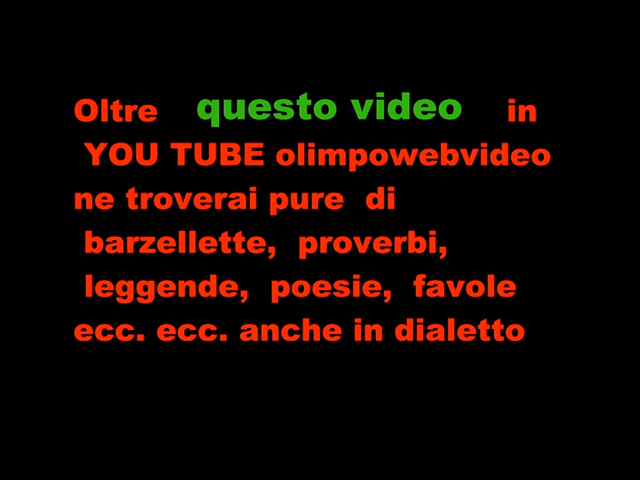 Oltre questo video in
YOU TUBE olimpowebvideo
ne troverai pure di
barzellette, proverbi,
leggende, poesie, favole
ecc. ecc. anche in dialetto